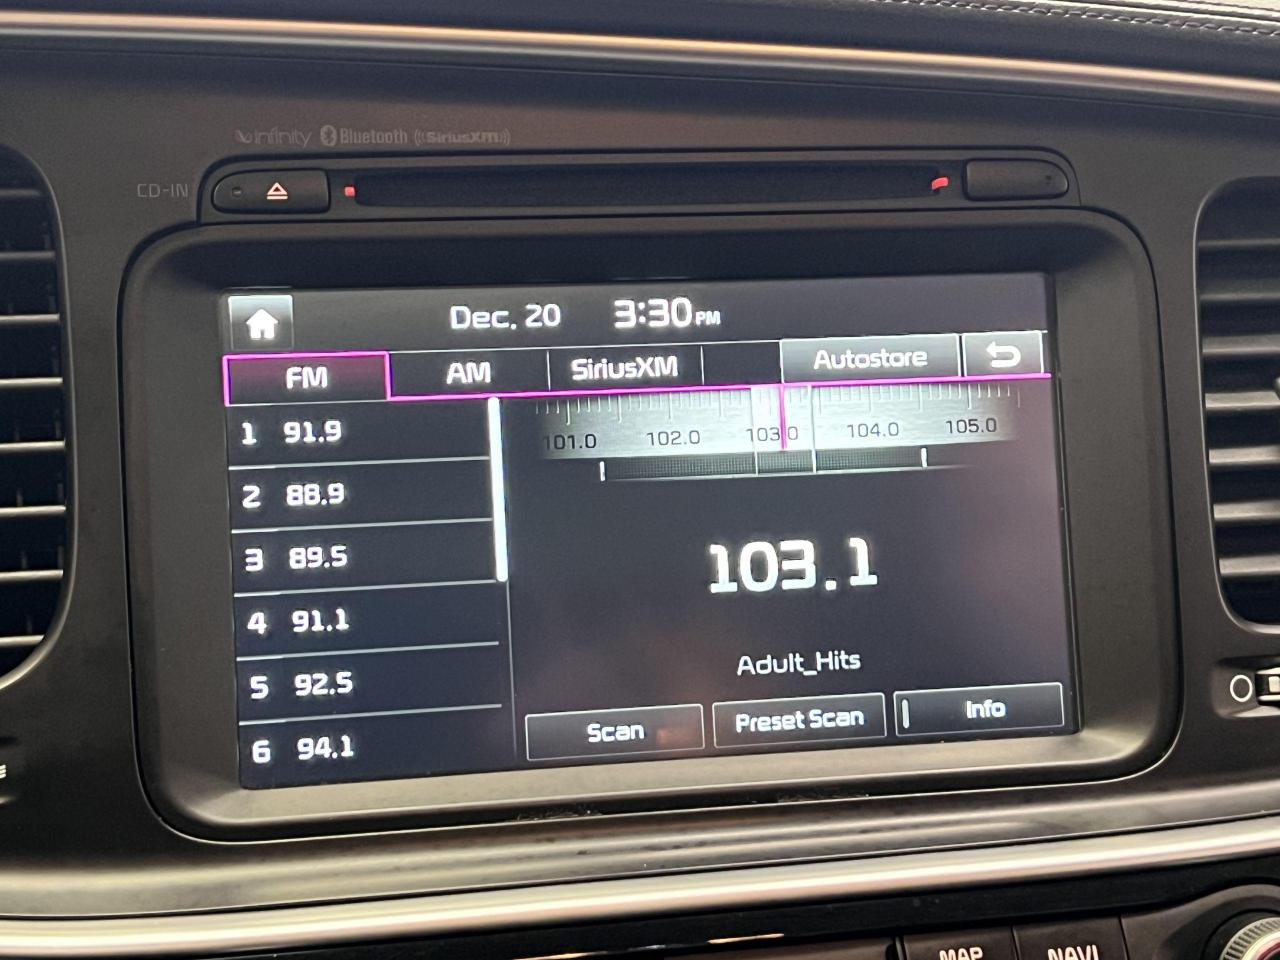 infinity Bluetooth ((SiriusXM))
CD-IN
Dec. 20 3:30 PM
FM AM SiriusXM Autostore
1 91.9
2 88.9
3 89.5
4 91.1
5 92.5
6 94.1
101.0 102.0 103.0 104.0 105.0
103.1
Adult_Hits
Scan Preset Scan Info
MAP NAVI